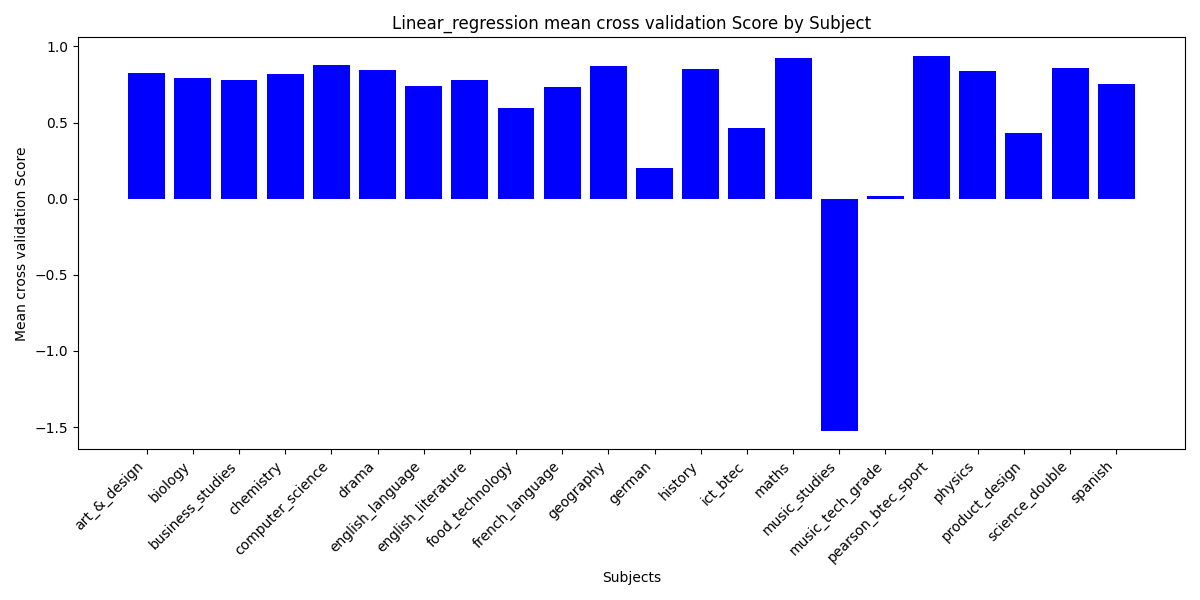 Linear_regression mean cross validation Score by Subject
Mean cross validation Score
1.0
0.5
0.0
−0.5
−1.0
−1.5
art_&_design
biology
business_studies
chemistry
computer_science
drama
english_language
english_literature
food_technology
french_language
geography
german
history
ict_btec
maths
music_studies
music_tech_grade
pearson_btec_sport
physics
product_design
science_double
spanish
Subjects